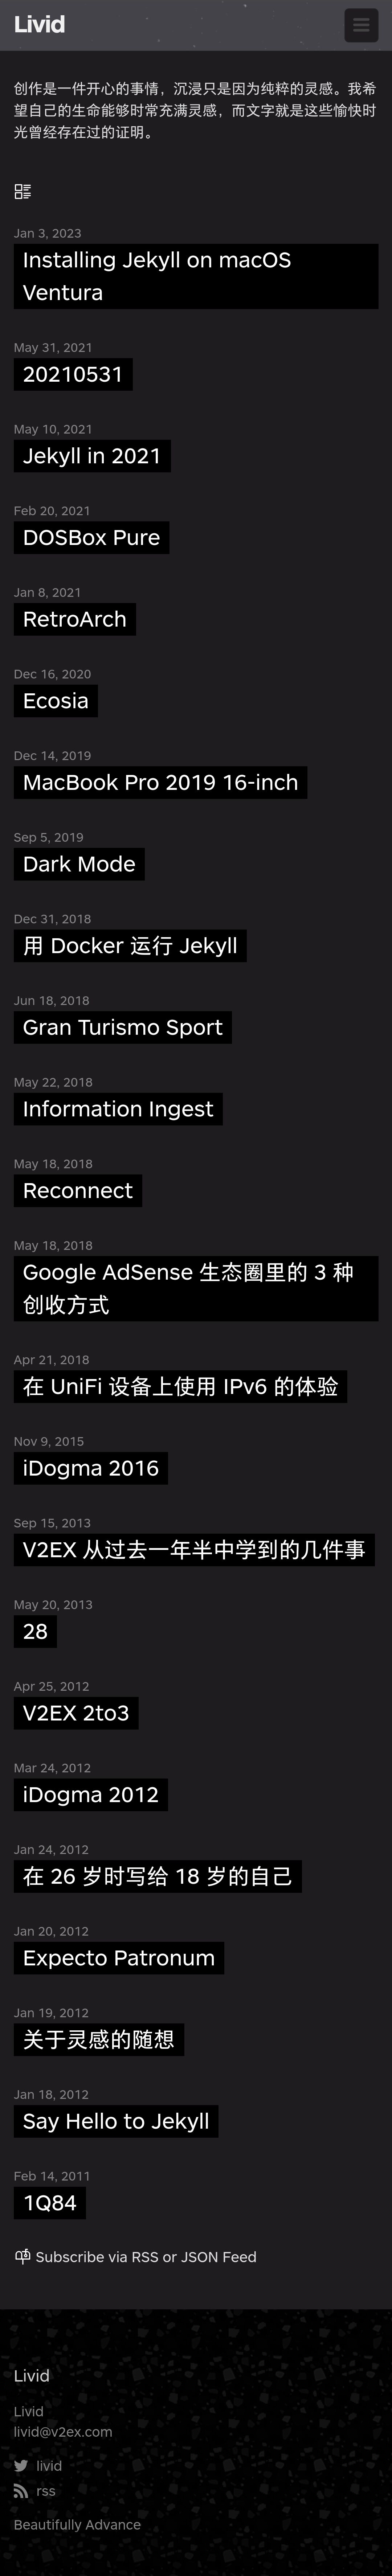 Livid
创作是一件开心的事情，沉浸只是因为纯粹的灵感。我希
望自己的生命能够时常充满灵感，而文字就是这些愉快时
光曾经存在过的证明。
Jan 3, 2023
Installing Jekyll on macOS
Ventura
May 31, 2021
20210531
May 10, 2021
Jekyll in 2021
Feb 20, 2021
DOSBox Pure
Jan 8, 2021
RetroArch
Dec 16, 2020
Ecosia
Dec 14, 2019
MacBook Pro 2019 16-inch
Sep 5, 2019
Dark Mode
Dec 31, 2018
用 Docker 运行 Jekyll
Jun 18, 2018
Gran Turismo Sport
May 22, 2018
Information Ingest
May 18, 2018
Reconnect
May 18, 2018
Google AdSense 生态圈里的 3 种
创收方式
Apr 21, 2018
在 UniFi 设备上使用 IPv6 的体验
Nov 9, 2015
iDogma 2016
Sep 15, 2013
V2EX 从过去一年半中学到的几件事
May 20, 2013
28
Apr 25, 2012
V2EX 2to3
Mar 24, 2012
iDogma 2012
Jan 24, 2012
在 26 岁时写给 18 岁的自己
Jan 20, 2012
Expecto Patronum
Jan 19, 2012
关于灵感的随想
Jan 18, 2012
Say Hello to Jekyll
Feb 14, 2011
1Q84
Subscribe via RSS or JSON Feed
Livid
Livid
livid@v2ex.com
livid
rss
Beautifully Advance